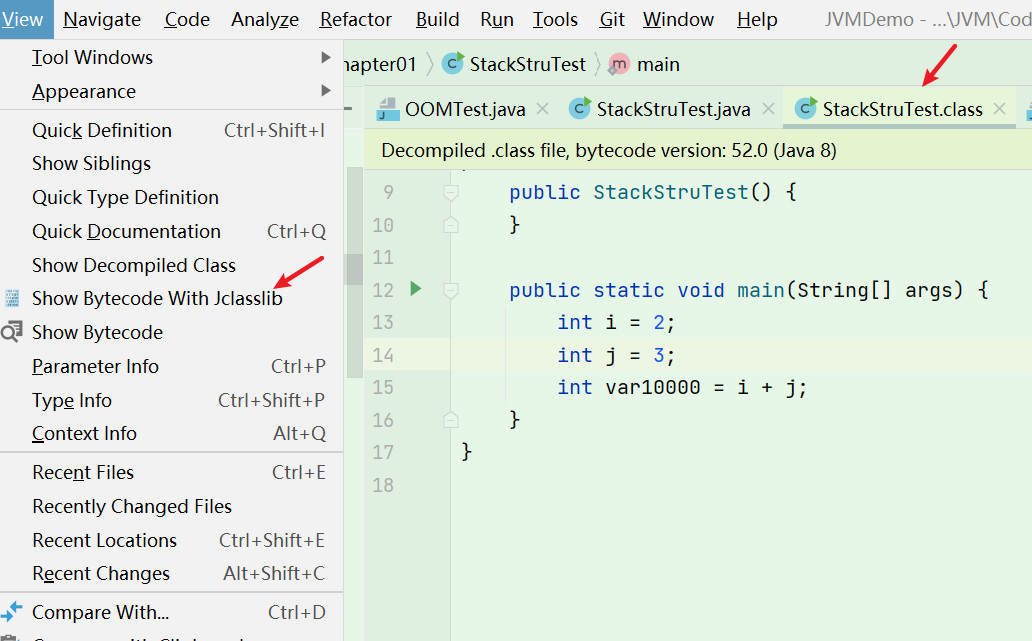 View Navigate Code Analyze Refactor Build Run Tools Git Window Help JVMDemo - ...\JVM\Cod
Tool Windows
Appearance
Quick Definition Ctrl+Shift+I
Show Siblings
Quick Type Definition
Quick Documentation Ctrl+Q
Show Decompiled Class
Show Bytecode With Jclasslib
Show Bytecode
Parameter Info Ctrl+P
Type Info Ctrl+Shift+P
Context Info Alt+Q
Recent Files Ctrl+E
Recently Changed Files
Recent Locations Ctrl+Shift+E
Recent Changes Alt+Shift+C
Compare With... Ctrl+D
hapter01 StackStruTest main
OOMTest.java StackStruTest.java StackStruTest.class
Decompiled .class file, bytecode version: 52.0 (Java 8)
9 public StackStruTest() {
10 }
11
12 public static void main(String[] args) {
13 int i = 2;
14 int j = 3;
15 int var10000 = i + j;
16 }
17 }
18